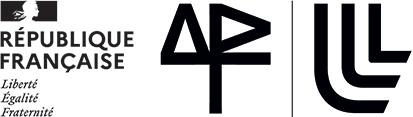 RÉPUBLIQUE
FRANÇAISE
Liberté
Égalité
Fraternité